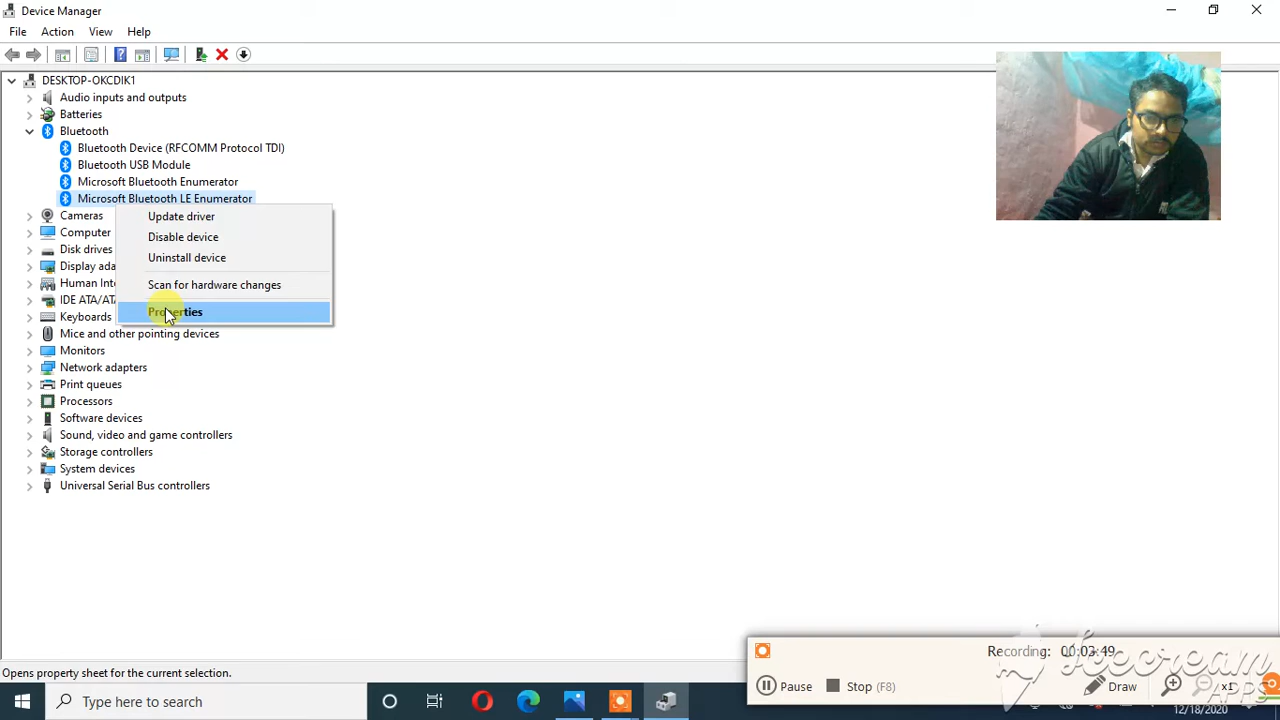 Device Manager
File Action View Help
DESKTOP-OKCDIK1
Audio inputs and outputs
Batteries
Bluetooth
Bluetooth Device (RFCOMM Protocol TDI)
Bluetooth USB Module
Microsoft Bluetooth Enumerator
Microsoft Bluetooth LE Enumerator
Cameras
Update driver
Computer
Disable device
Disk drives
Uninstall device
Display ada
Human Int
Scan for hardware changes
IDE ATA/ATA
Properties
Keyboards
Mice and other pointing devices
Monitors
Network adapters
Print queues
Processors
Software devices
Sound, video and game controllers
Storage controllers
System devices
Universal Serial Bus controllers
Recording: 00:03:49
Opens property sheet for the current selection.
Pause Stop (F8) Draw x1
Icecream
APPS
Type here to search
12/18/2020